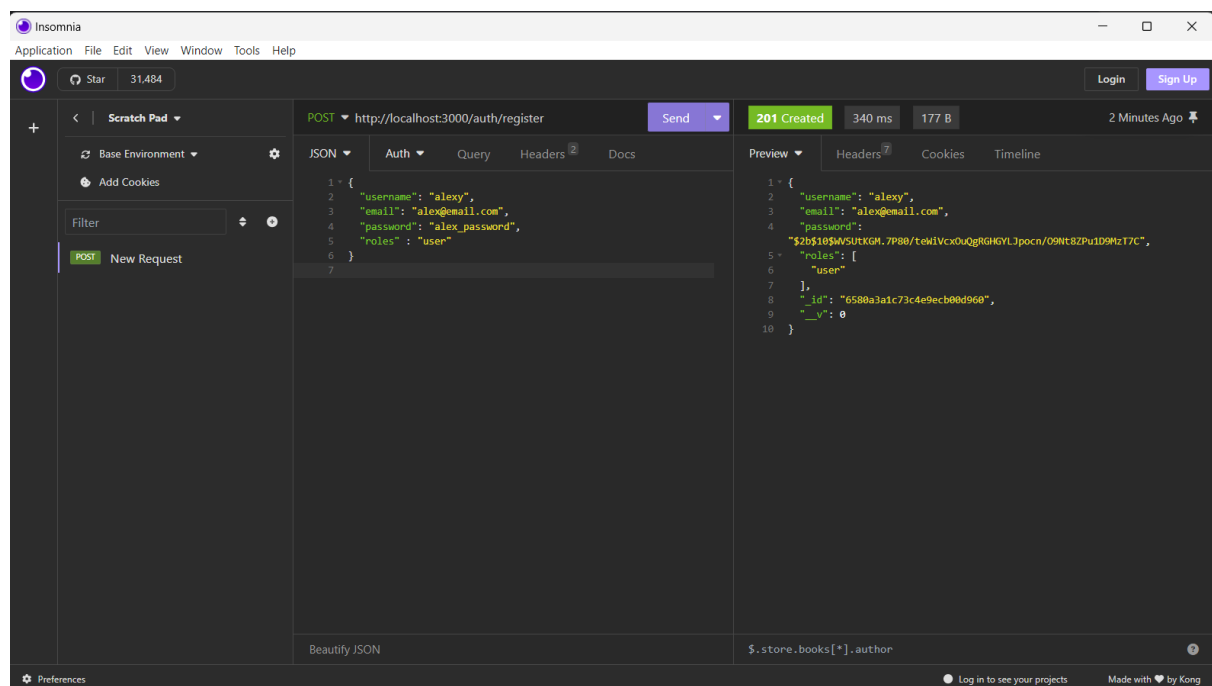 Insomnia
Application File Edit View Window Tools Help
Star 31,484
Login Sign Up
Scratch Pad
Base Environment
Add Cookies
Filter
POST New Request
POST http://localhost:3000/auth/register
Send
JSON Auth Query Headers 2 Docs
1 {
2 "username": "alexy",
3 "email": "alex@email.com",
4 "password": "alex_password",
5 "roles" : "user"
6 }
7
Beautify JSON
201 Created 340 ms 177 B 2 Minutes Ago
Preview Headers 7 Cookies Timeline
1 {
2 "username": "alexy",
3 "email": "alex@email.com",
4 "password":
"$2b$10$WVSUtKGM.7P80/teWiVcxOuQgRGHGYLJpocn/O9Nt8ZPu1D9MzT7C",
5 "roles": [
6 "user"
7 ],
8 "_id": "6580a3a1c73c4e9ecb00d960",
9 "__v": 0
10 }
$.store.books[*].author
Preferences
Log in to see your projects
Made with ♥ by Kong